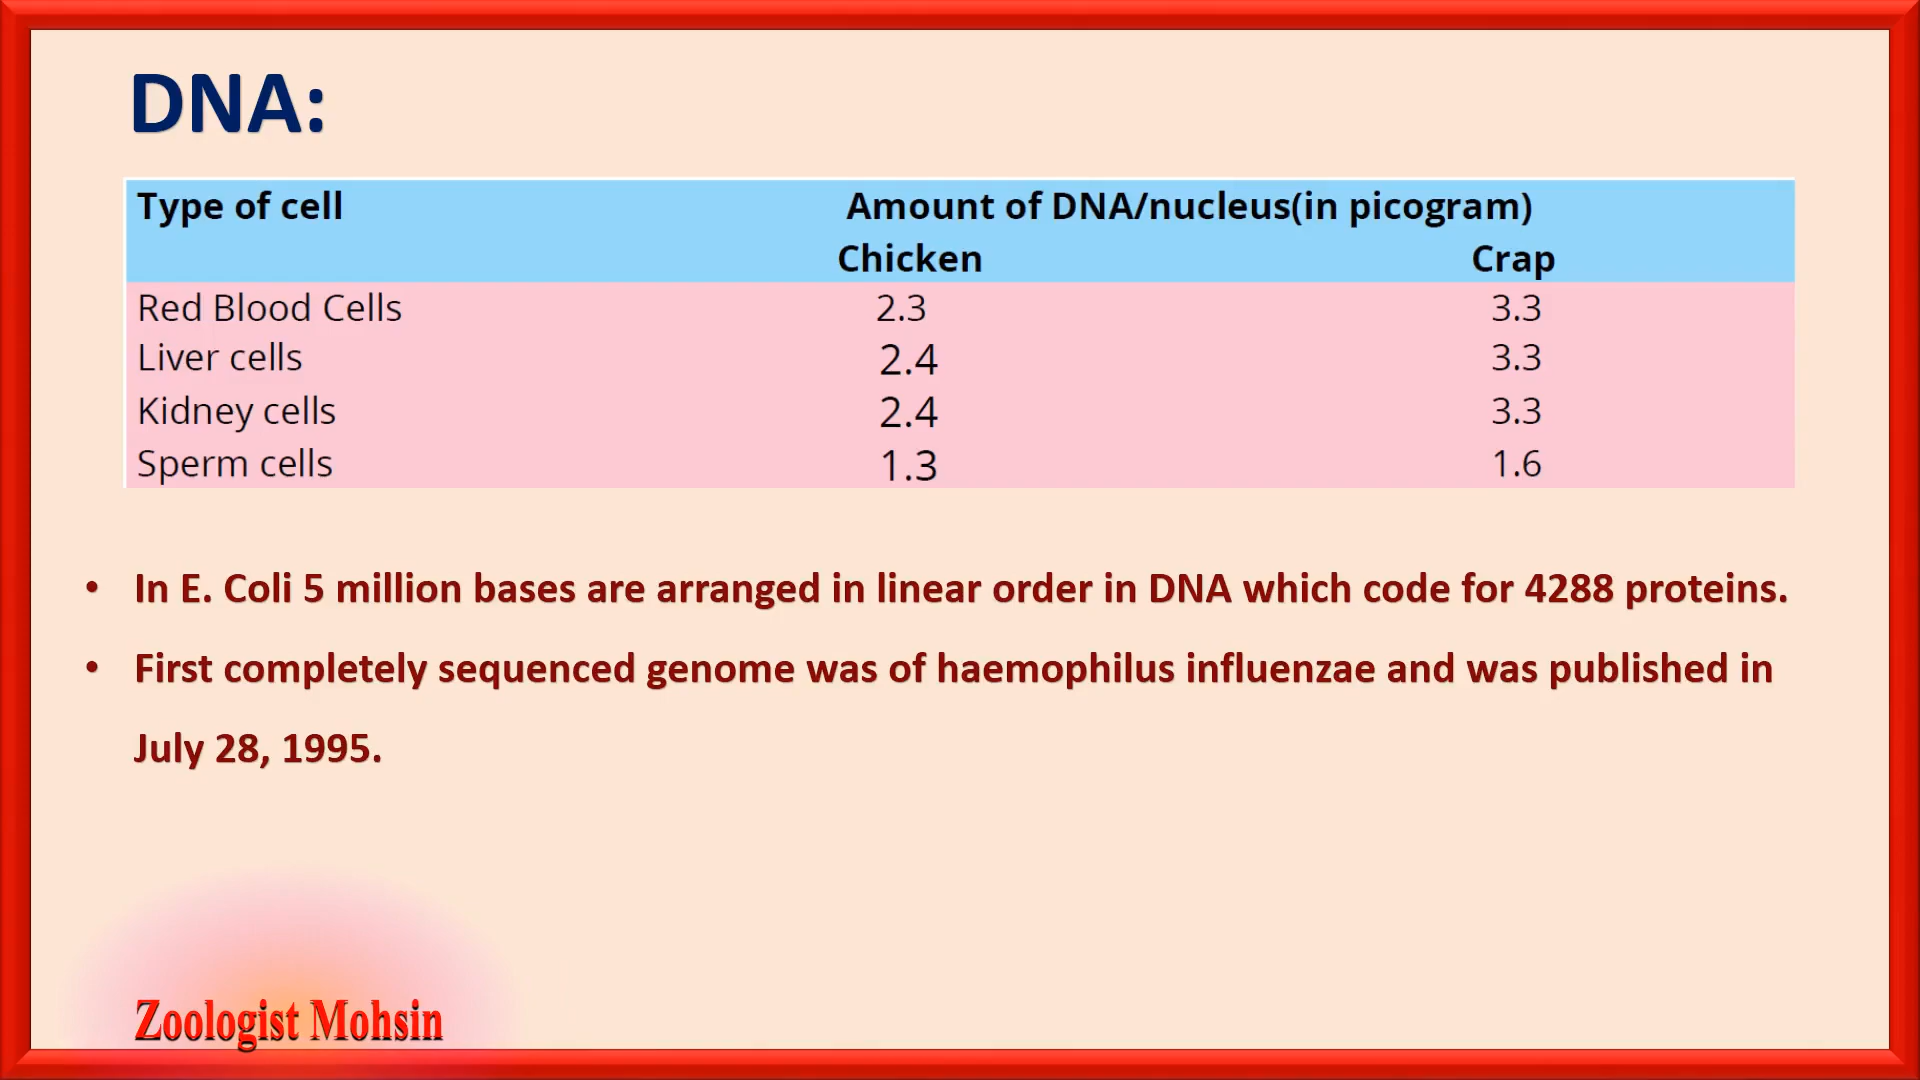 DNA:
Type of cell Amount of DNA/nucleus(in picogram)
Chicken Crap
Red Blood Cells 2.3 3.3
Liver cells 2.4 3.3
Kidney cells 2.4 3.3
Sperm cells 1.3 1.6
• In E. Coli 5 million bases are arranged in linear order in DNA which code for 4288 proteins.
• First completely sequenced genome was of haemophilus influenzae and was published in
July 28, 1995.
Zoologist Mohsin